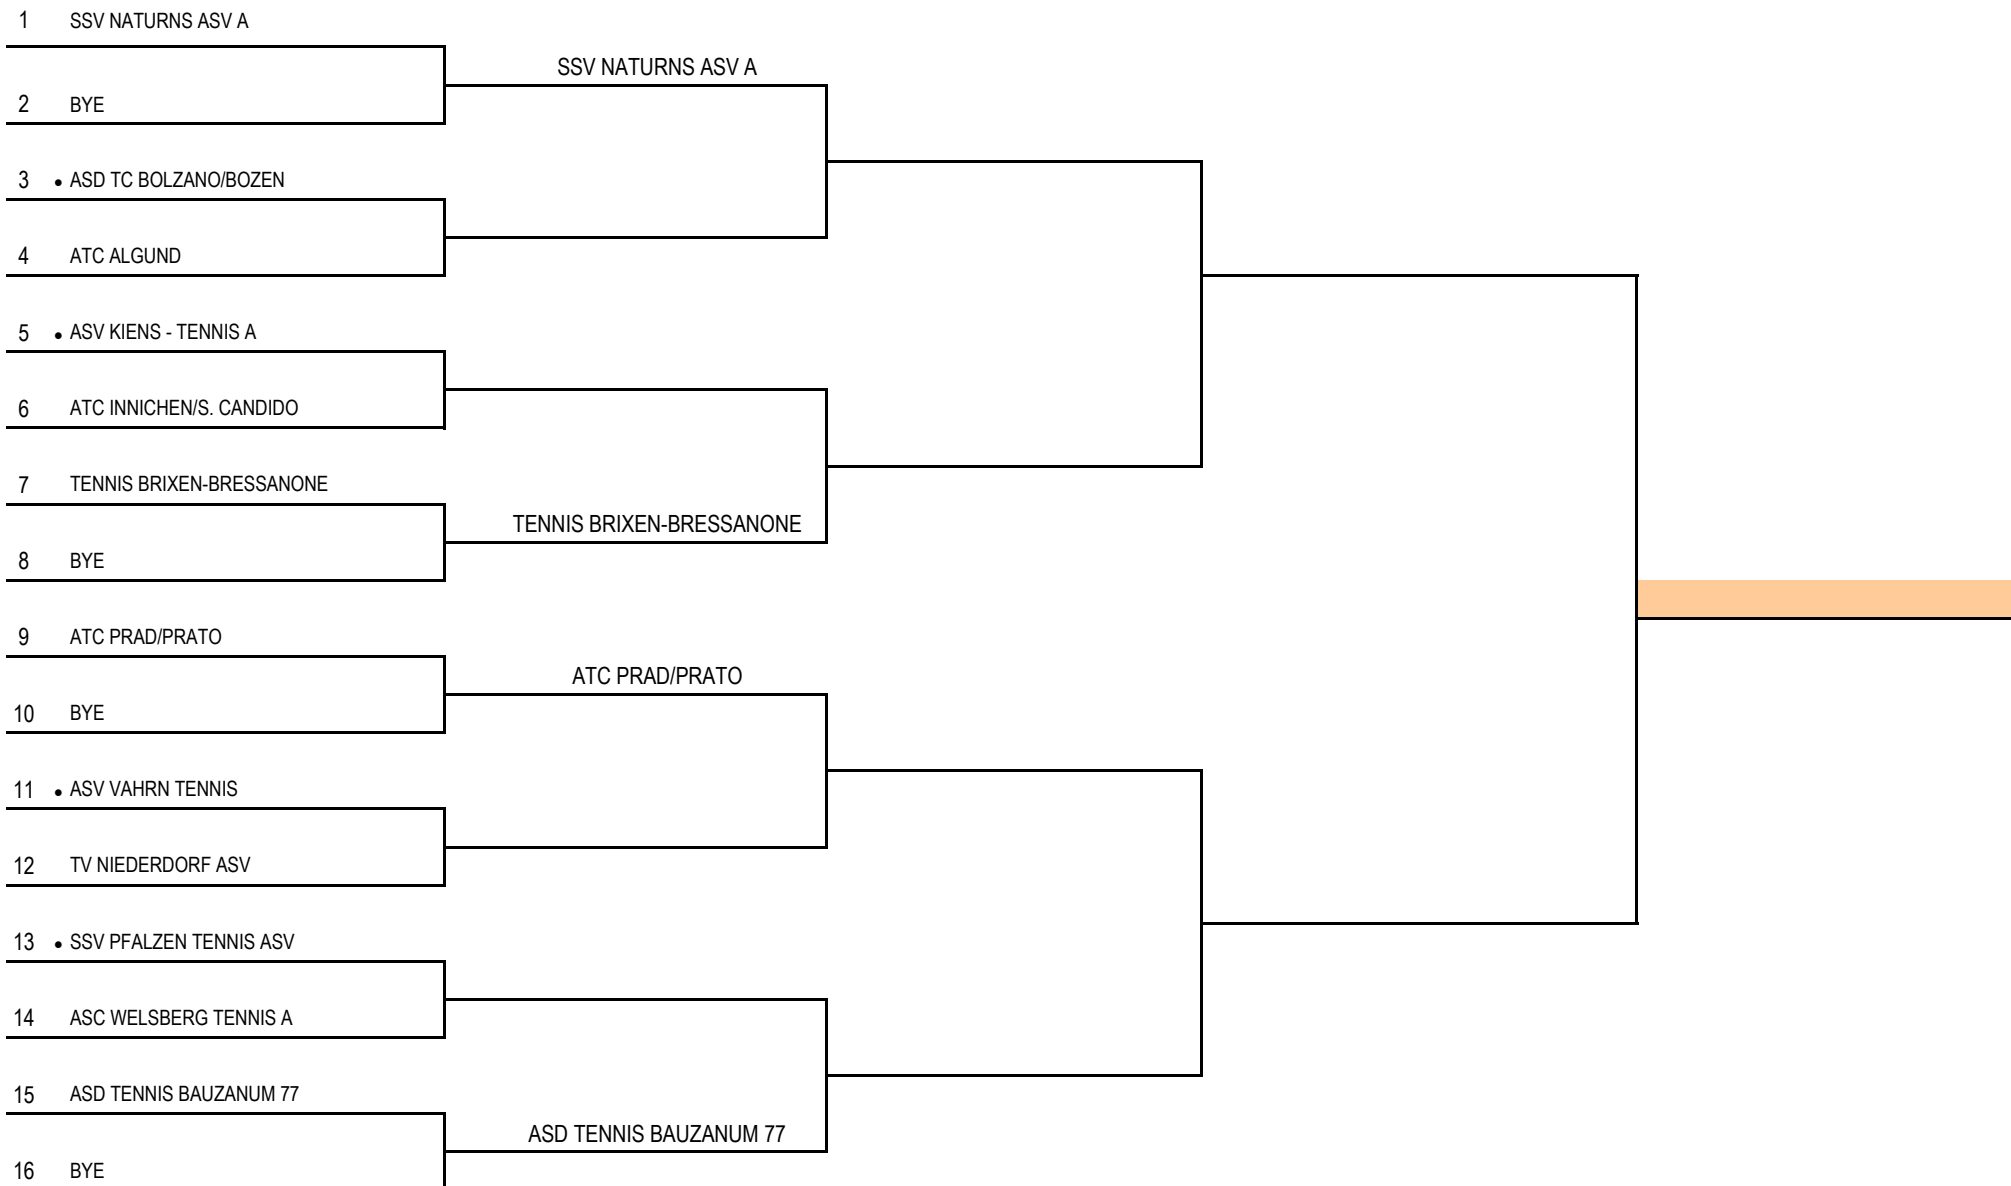 1 SSV NATURNS ASV A
SSV NATURNS ASV A
2 BYE
3 • ASD TC BOLZANO/BOZEN
4 ATC ALGUND
5 • ASV KIENS - TENNIS A
6 ATC INNICHEN/S. CANDIDO
7 TENNIS BRIXEN-BRESSANONE
TENNIS BRIXEN-BRESSANONE
8 BYE
9 ATC PRAD/PRATO
ATC PRAD/PRATO
10 BYE
11 • ASV VAHRN TENNIS
12 TV NIEDERDORF ASV
13 • SSV PFALZEN TENNIS ASV
14 ASC WELSBERG TENNIS A
15 ASD TENNIS BAUZANUM 77
ASD TENNIS BAUZANUM 77
16 BYE